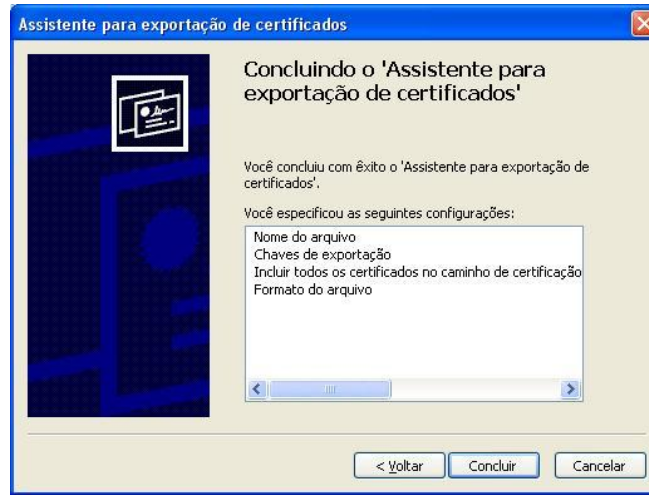 Assistente para exportação de certificados
Concluindo o 'Assistente para
exportação de certificados'
Você concluiu com êxito o 'Assistente para exportação de
certificados'.
Você especificou as seguintes configurações:
Nome do arquivo
Chaves de exportação
Incluir todos os certificados no caminho de certificação
Formato do arquivo
< Voltar
Concluir
Cancelar